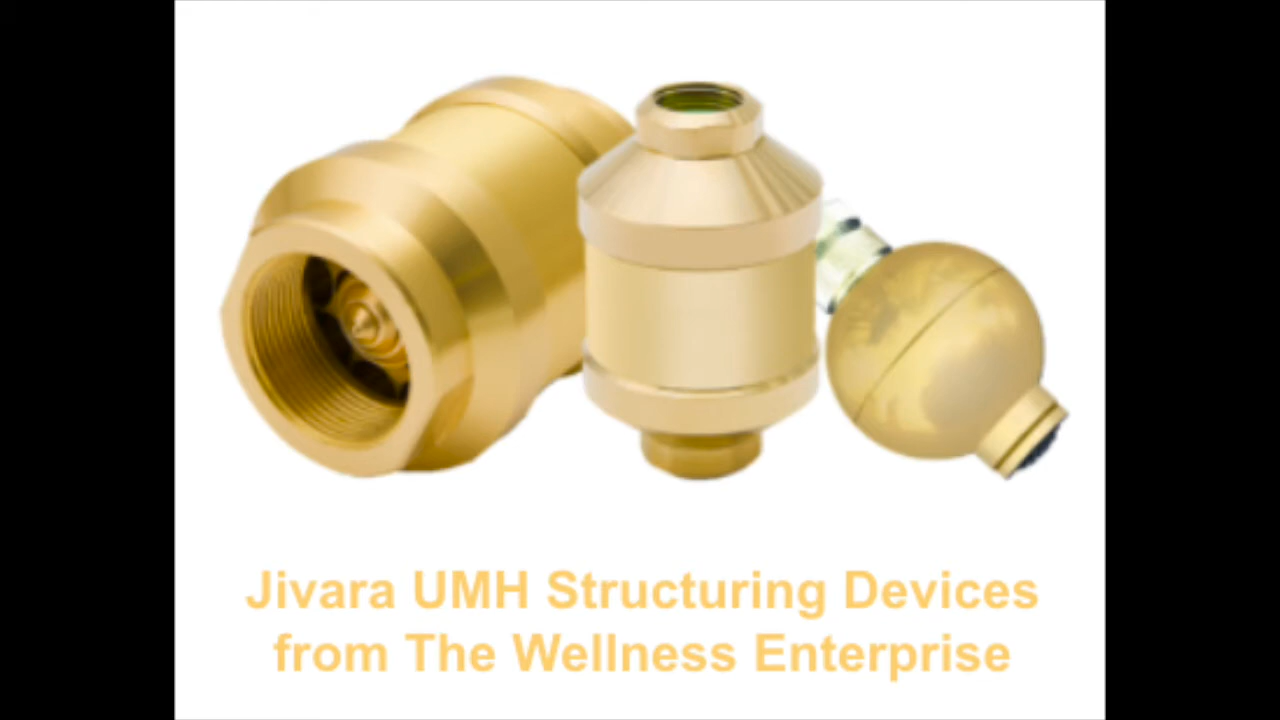 Jivara UMH Structuring Devices
from The Wellness Enterprise